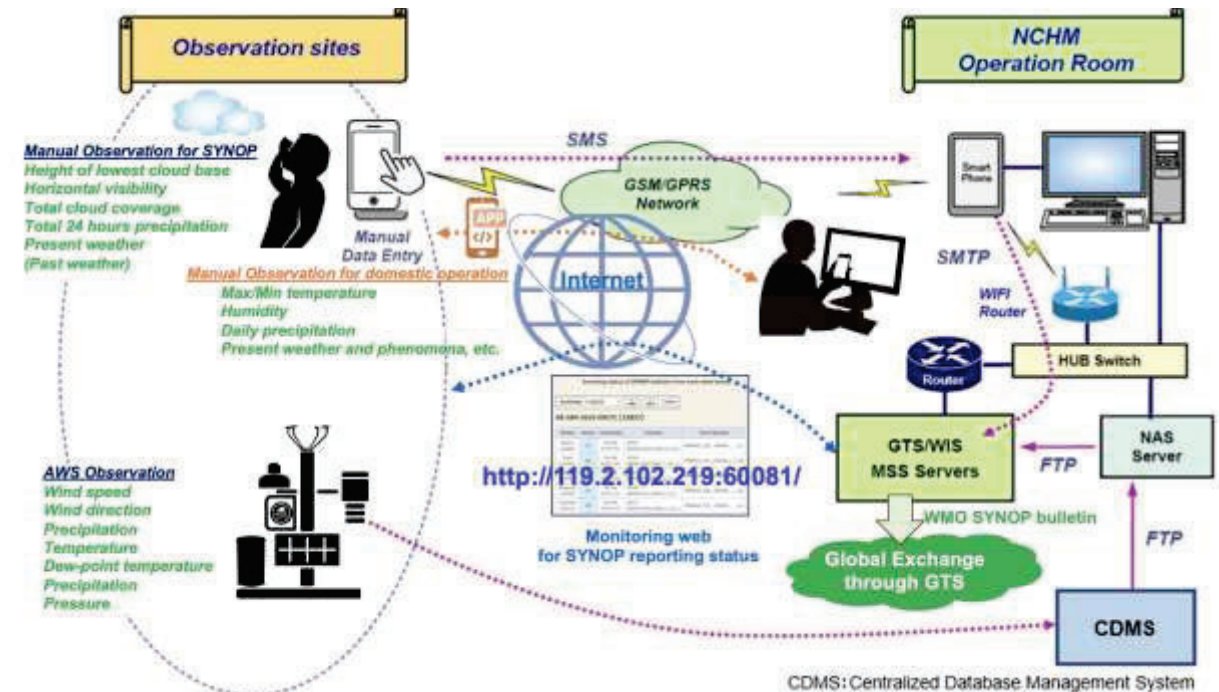 Observation sites
NCHM
Operation Room
Manual Observation for SYNOP
Height of lowest cloud base
Horizontal visibility
Total cloud coverage
Total 24 hours precipitation
Present weather
(Past weather)
Manual
Data Entry
SMS
GSM/GPRS
Network
APP
</>
Internet
Smart
Phone
SMTP
WIFI
Router
Manual Observation for domestic operation
Max/Min temperature
Humidity
Daily precipitation
Present weather and phenomona, etc.
HUB Switch
Router
GTS/WIS
MSS Servers
FTP
NAS
Server
http://119.2.102.219:60081/
Monitoring web
for SYNOP reporting status
WMO SYNOP bulletin
Global Exchange
through GTS
FTP
CDMS
AWS Observation
Wind speed
Wind direction
Precipitation
Temperature
Dew-point temperature
Precipitation
Pressure
CDMS:Centralized Database Management System